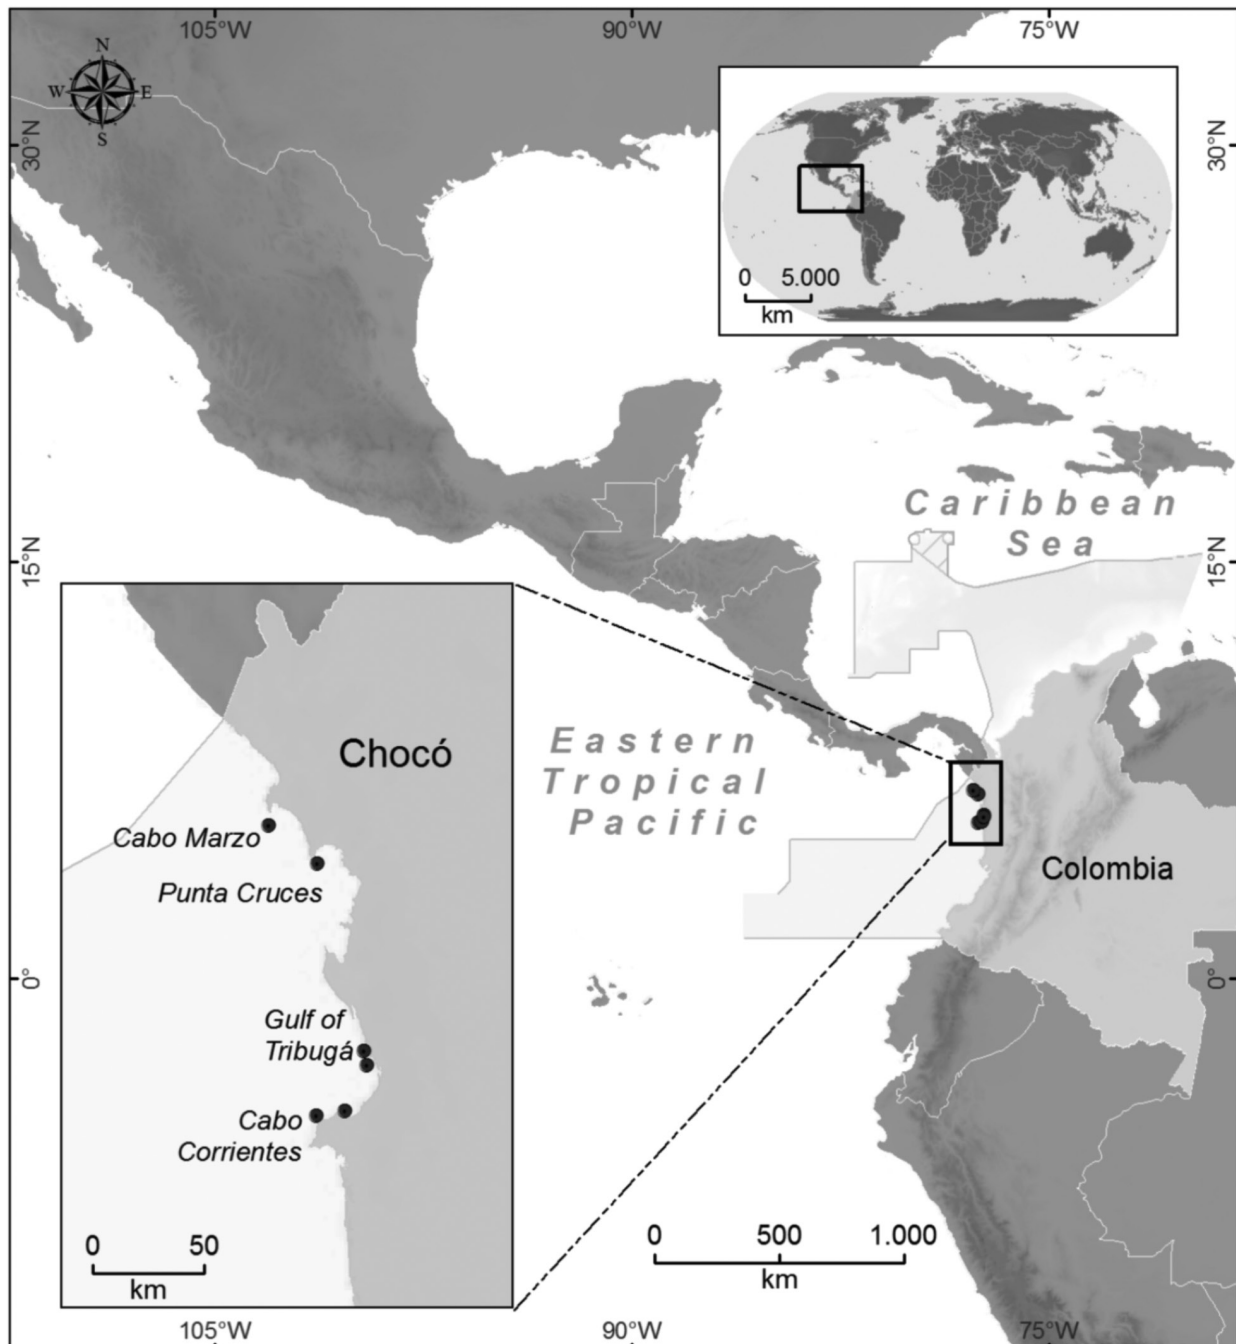 105°W
90°W
75°W
N
W
E
S
30°N
30°N
0
5.000
km
Caribbean
Sea
15°N
15°N
Chocó
Eastern
Tropical
Pacific
Cabo Marzo
Punta Cruces
Colombia
0°
0°
Gulf of
Tribugá
Cabo
Corrientes
0
50
km
0
500
1.000
km
105°W
90°W
75°W